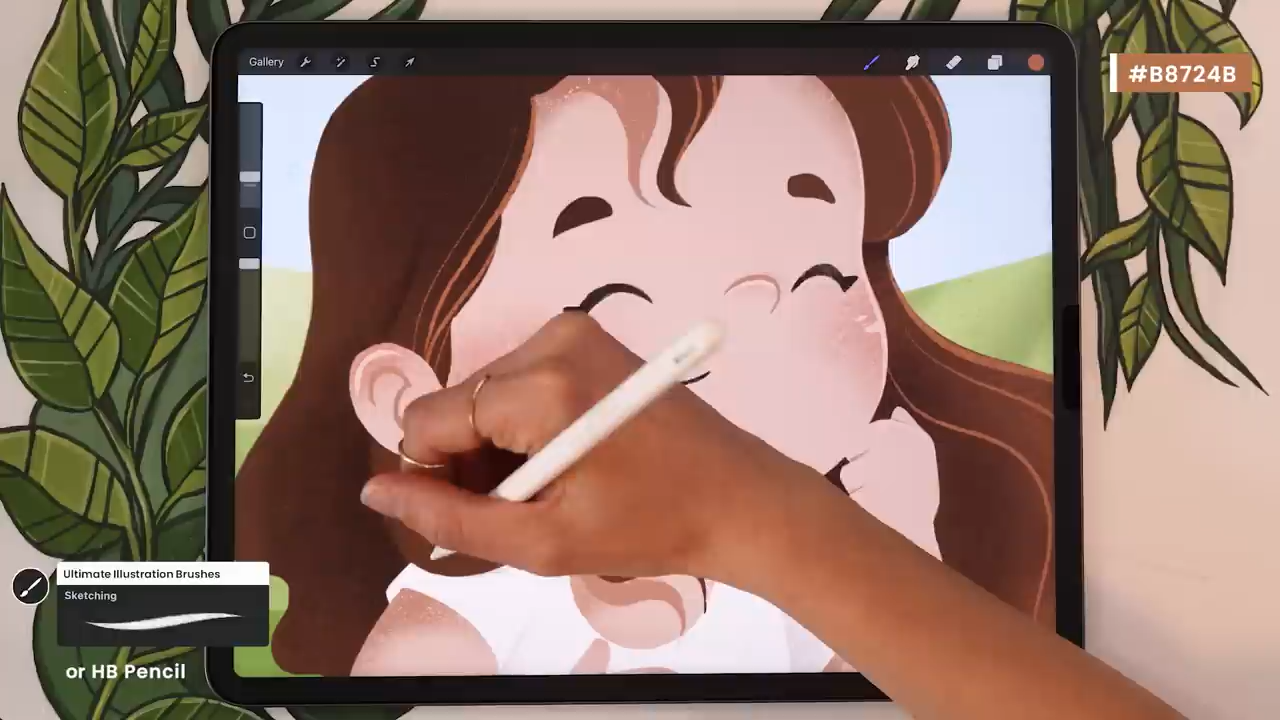 Gallery
#B8724B
Ultimate Illustration Brushes
Sketching
or HB Pencil